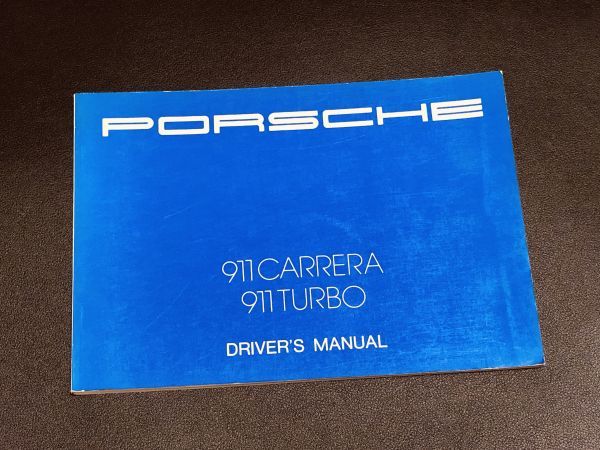 PORSCHE
911 CARRERA
911 TURBO
DRIVER'S MANUAL